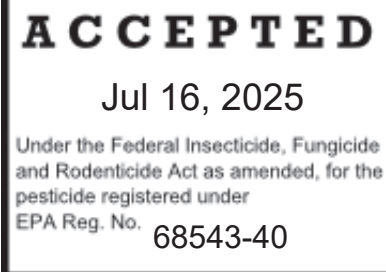 ACCEPTED
Jul 16, 2025
Under the Federal Insecticide, Fungicide
and Rodenticide Act as amended, for the
pesticide registered under
EPA Reg. No. 68543-40